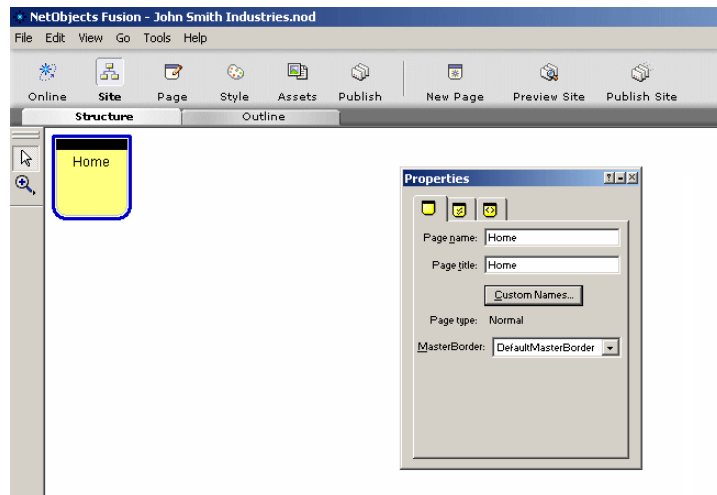 NetObjects Fusion - John Smith Industries.nod
File Edit View Go Tools Help
Online Site Page Style Assets Publish New Page Preview Site Publish Site
Structure Outline
Home
Properties
Page name: Home
Page title: Home
Custom Names...
Page type: Normal
MasterBorder: DefaultMasterBorder